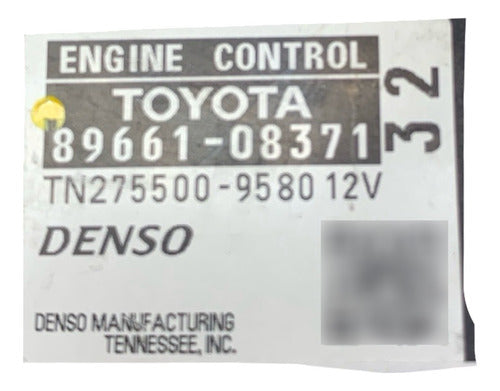 ENGINE CONTROL
TOYOTA
89661-08371
32
TN275500-9580 12V
DENSO
DENSO MANUFACTURING
TENNESSEE, INC.